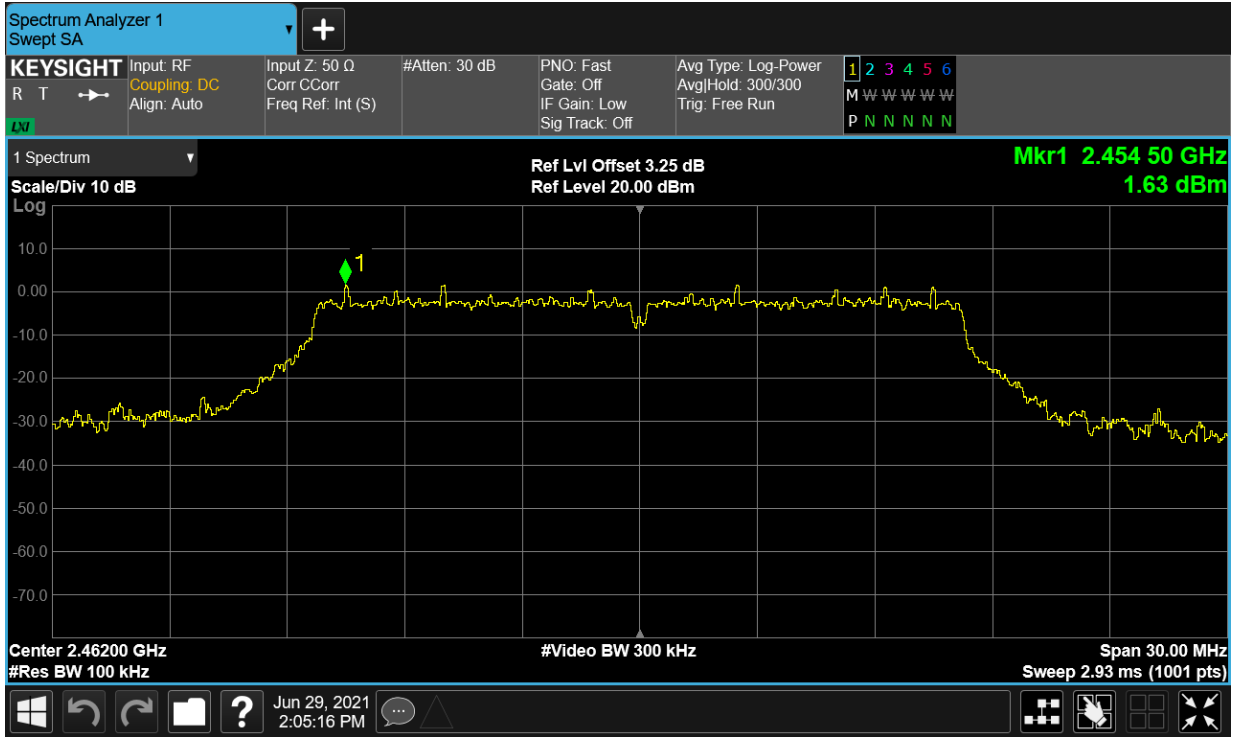 Spectrum Analyzer 1
Swept SA
KEYSIGHT
R T
LXI
Input: RF
Coupling: DC
Align: Auto
Input Z: 50 Ω
Corr CCorr
Freq Ref: Int (S)
#Atten: 30 dB
PNO: Fast
Gate: Off
IF Gain: Low
Sig Track: Off
Avg Type: Log-Power
Avg|Hold: 300/300
Trig: Free Run
1 2 3 4 5 6
M W W W W W
P N N N N N
1 Spectrum
Scale/Div 10 dB
Log
Ref Lvl Offset 3.25 dB
Ref Level 20.00 dBm
Mkr1 2.454 50 GHz
1.63 dBm
1
10.0
0.00
-10.0
-20.0
-30.0
-40.0
-50.0
-60.0
-70.0
Center 2.46200 GHz
#Res BW 100 kHz
#Video BW 300 kHz
Span 30.00 MHz
Sweep 2.93 ms (1001 pts)
?
Jun 29, 2021
2:05:16 PM